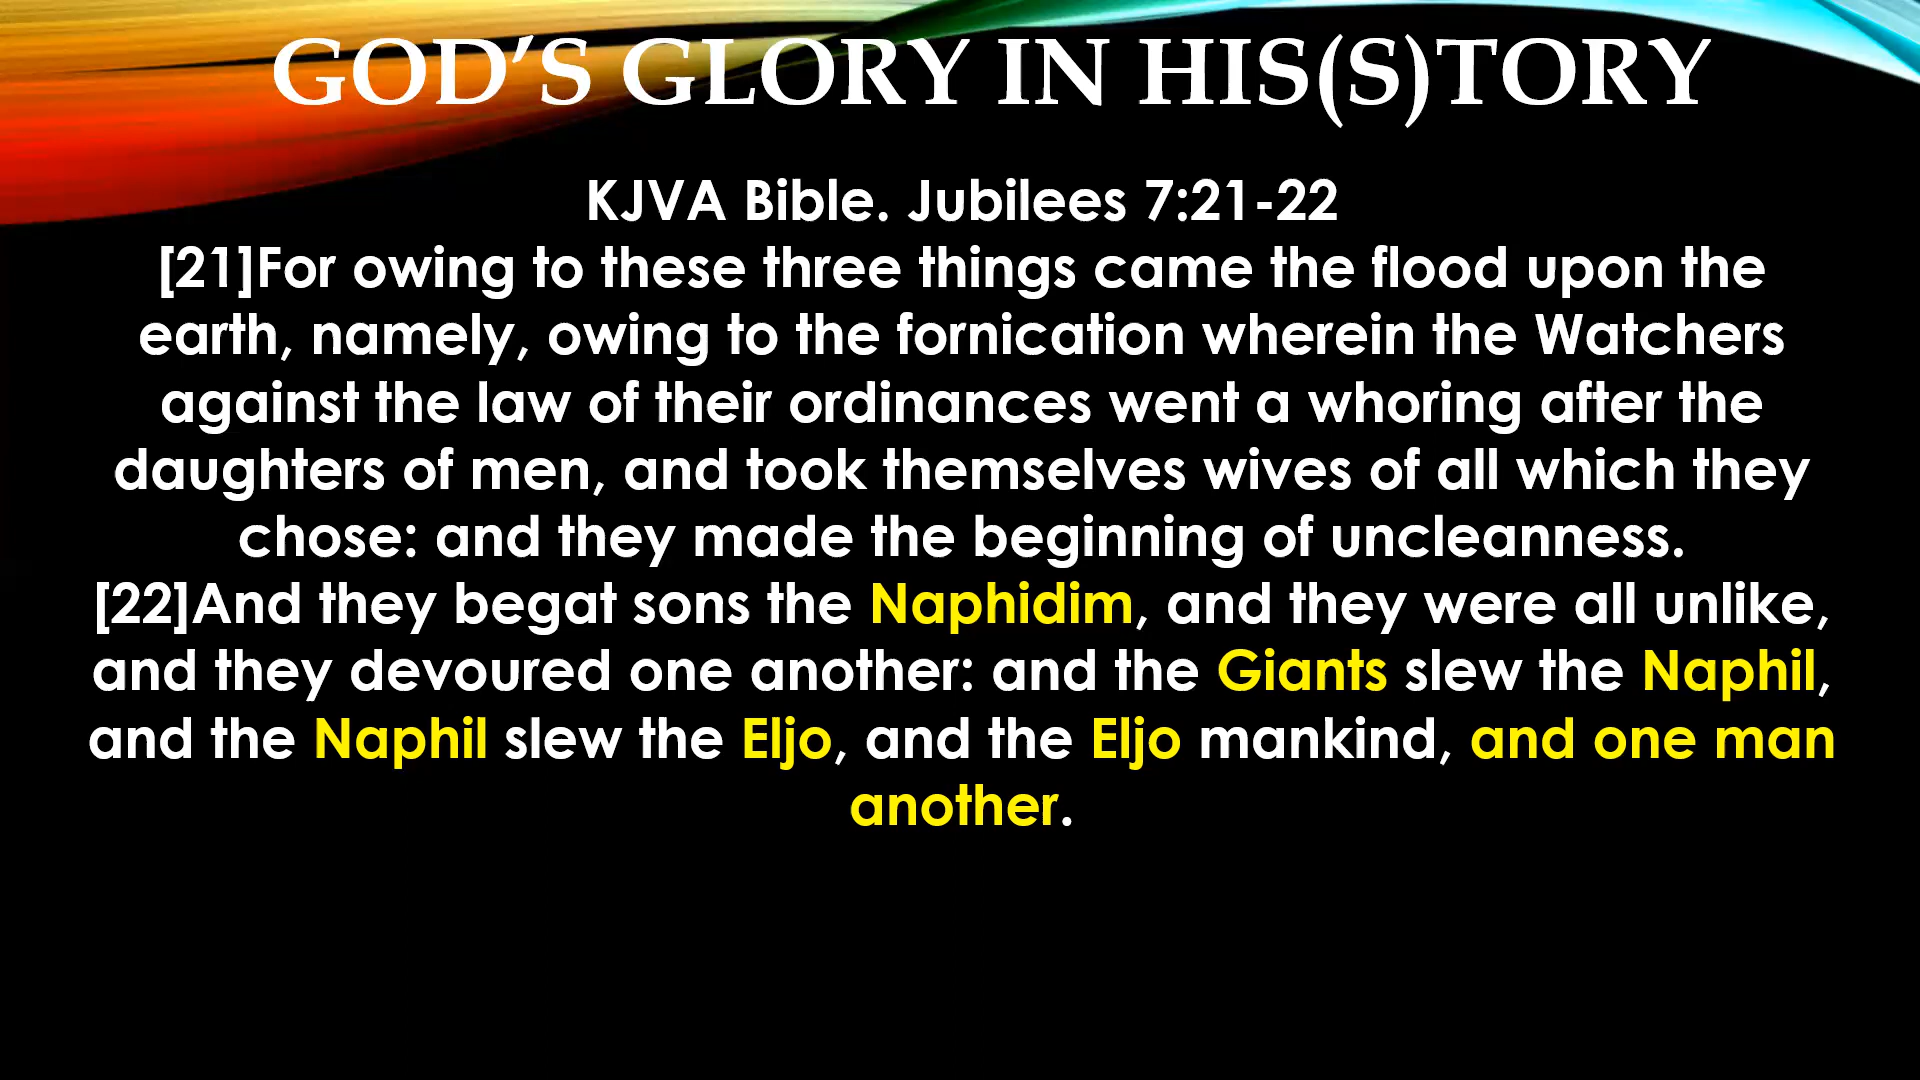 GOD’S GLORY IN HIS(S)TORY
KJVA Bible. Jubilees 7:21-22
[21]For owing to these three things came the flood upon the
earth, namely, owing to the fornication wherein the Watchers
against the law of their ordinances went a whoring after the
daughters of men, and took themselves wives of all which they
chose: and they made the beginning of uncleanness.
[22]And they begat sons the Naphidim, and they were all unlike,
and they devoured one another: and the Giants slew the Naphil,
and the Naphil slew the Eljo, and the Eljo mankind, and one man
another.